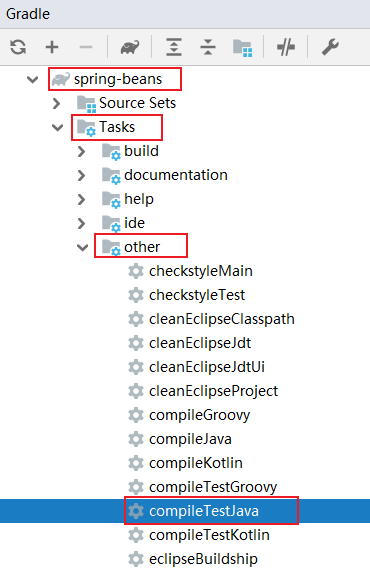 Gradle
spring-beans
Source Sets
Tasks
build
documentation
help
ide
other
checkstyleMain
checkstyleTest
cleanEclipseClasspath
cleanEclipseJdt
cleanEclipseJdtUi
cleanEclipseProject
compileGroovy
compileJava
compileKotlin
compileTestGroovy
compileTestJava
compileTestKotlin
eclipseBuildship